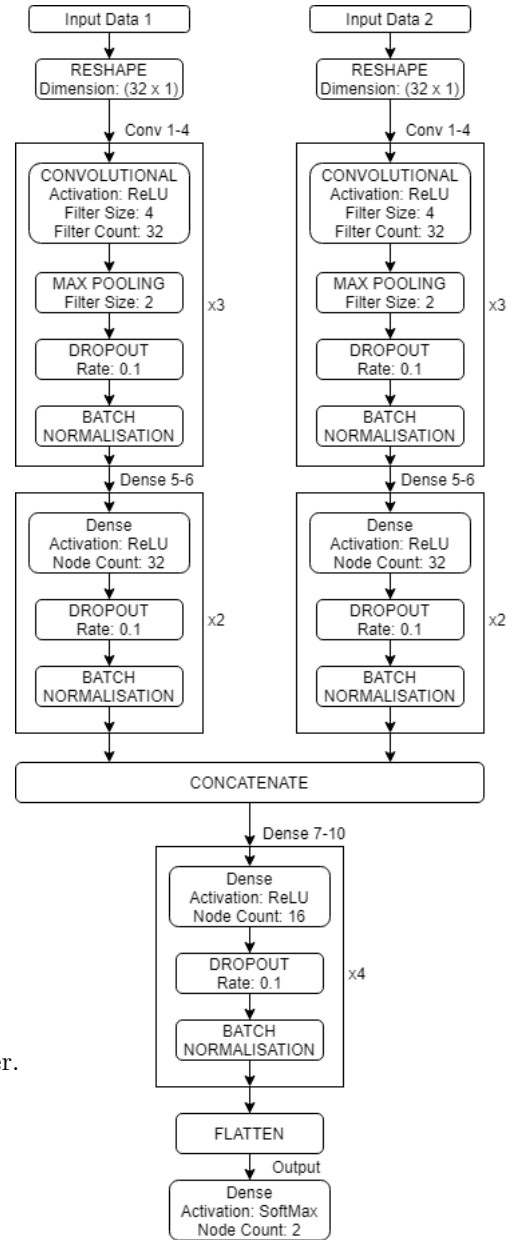 Input Data 1
RESHAPE
Dimension: (32 x 1)
Conv 1-4
CONVOLUTIONAL
Activation: ReLU
Filter Size: 4
Filter Count: 32
MAX POOLING
Filter Size: 2
DROPOUT
Rate: 0.1
BATCH
NORMALISATION
x3
Dense 5-6
Dense
Activation: ReLU
Node Count: 32
DROPOUT
Rate: 0.1
BATCH
NORMALISATION
x2
Input Data 2
RESHAPE
Dimension: (32 x 1)
Conv 1-4
CONVOLUTIONAL
Activation: ReLU
Filter Size: 4
Filter Count: 32
MAX POOLING
Filter Size: 2
DROPOUT
Rate: 0.1
BATCH
NORMALISATION
x3
Dense 5-6
Dense
Activation: ReLU
Node Count: 32
DROPOUT
Rate: 0.1
BATCH
NORMALISATION
x2
CONCATENATE
Dense 7-10
Dense
Activation: ReLU
Node Count: 16
DROPOUT
Rate: 0.1
BATCH
NORMALISATION
x4
er.
FLATTEN
Output
Dense
Activation: SoftMax
Node Count: 2